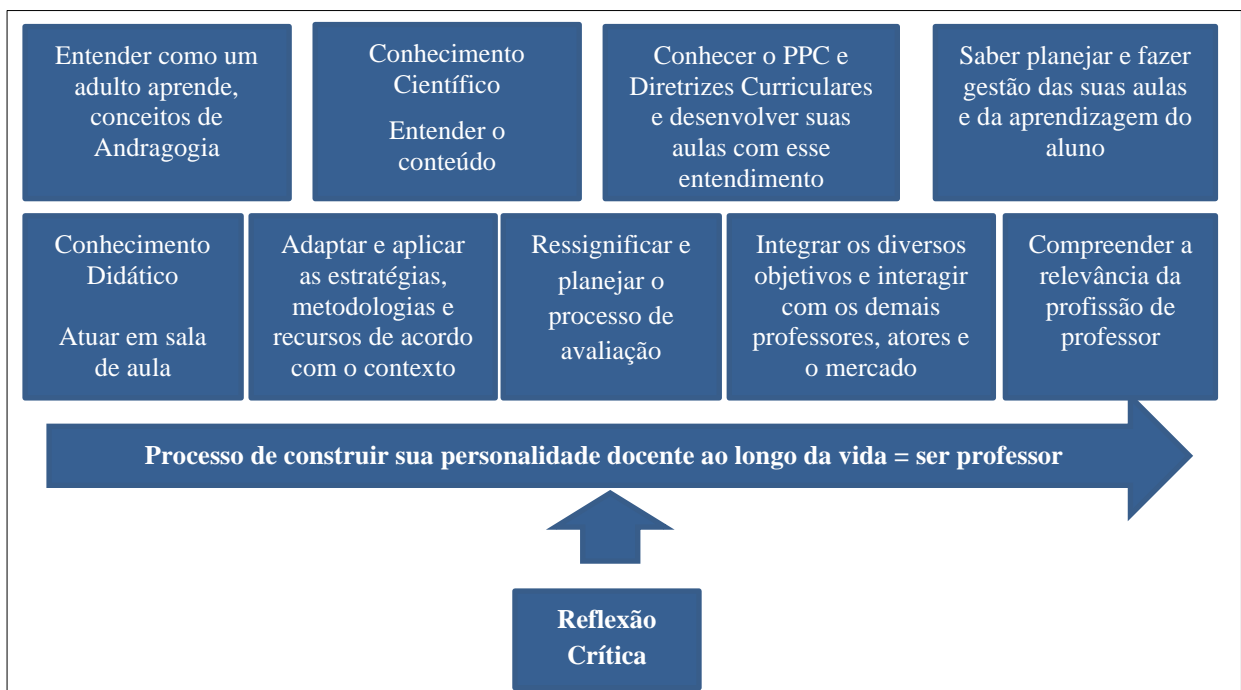 Entender como um
adulto aprende,
conceitos de
Andragogia
Conhecimento
Científico
Entender o
conteúdo
Conhecer o PPC e
Diretrizes Curriculares
e desenvolver suas
aulas com esse
entendimento
Saber planejar e fazer
gestão das suas aulas
e da aprendizagem do
aluno
Conhecimento
Didático
Atuar em sala
de aula
Adaptar e aplicar
as estratégias,
metodologias e
recursos de acordo
com o contexto
Ressignificar e
planejar o
processo de
avaliação
Integrar os diversos
objetivos e interagir
com os demais
professores, atores e
o mercado
Compreender a
relevância da
profissão de
professor
Processo de construir sua personalidade docente ao longo da vida = ser professor
Reflexão
Crítica